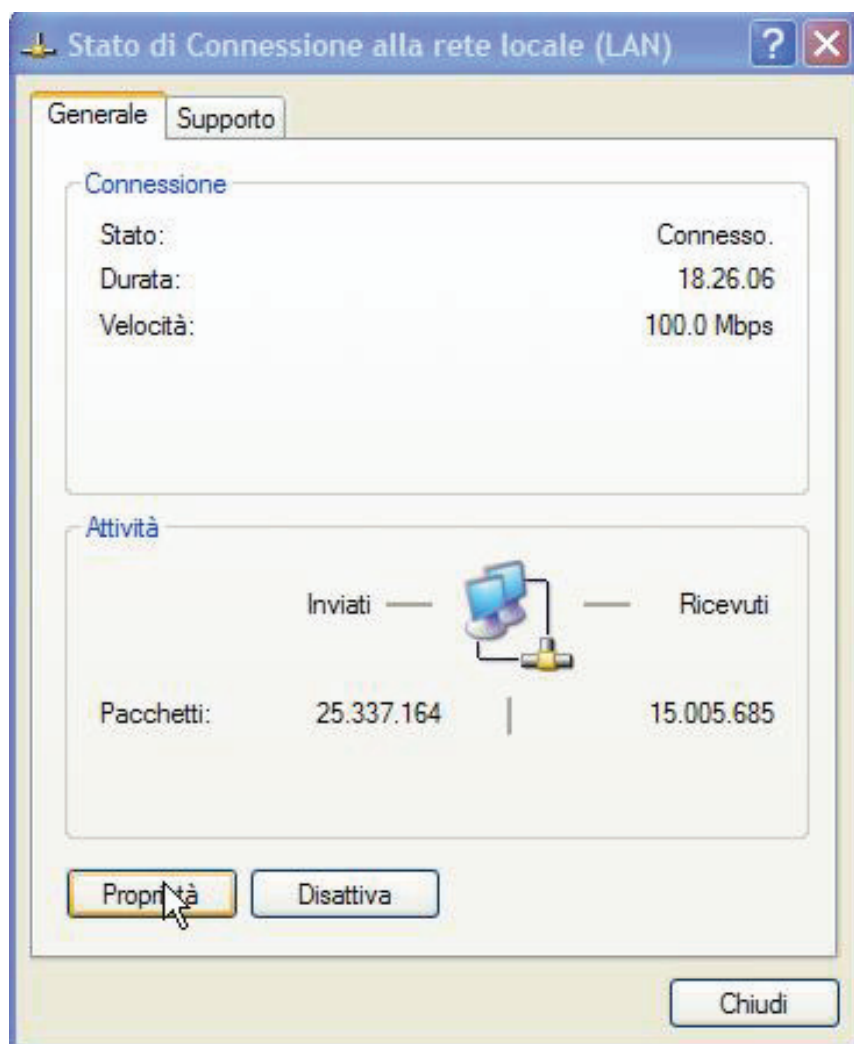 Stato di Connessione alla rete locale (LAN)
Generale Supporto
Connessione
Stato: Connesso.
Durata: 18.26.06
Velocità: 100.0 Mbps
Attività
Inviati Ricevuti
Pacchetti: 25.337.164 15.005.685
Proprietà Disattiva
Chiudi